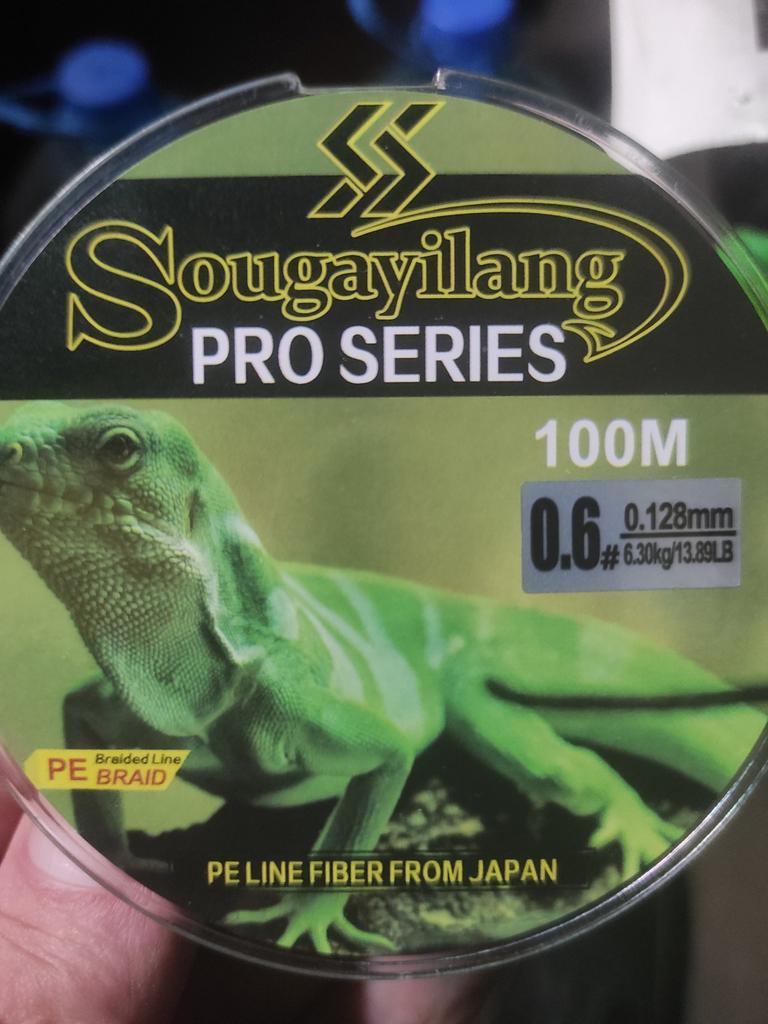 Sougayilang
PRO SERIES
100M
0.6# 0.128mm
6.30kg/13.89LB
PE Braided Line
BRAID
PE LINE FIBER FROM JAPAN